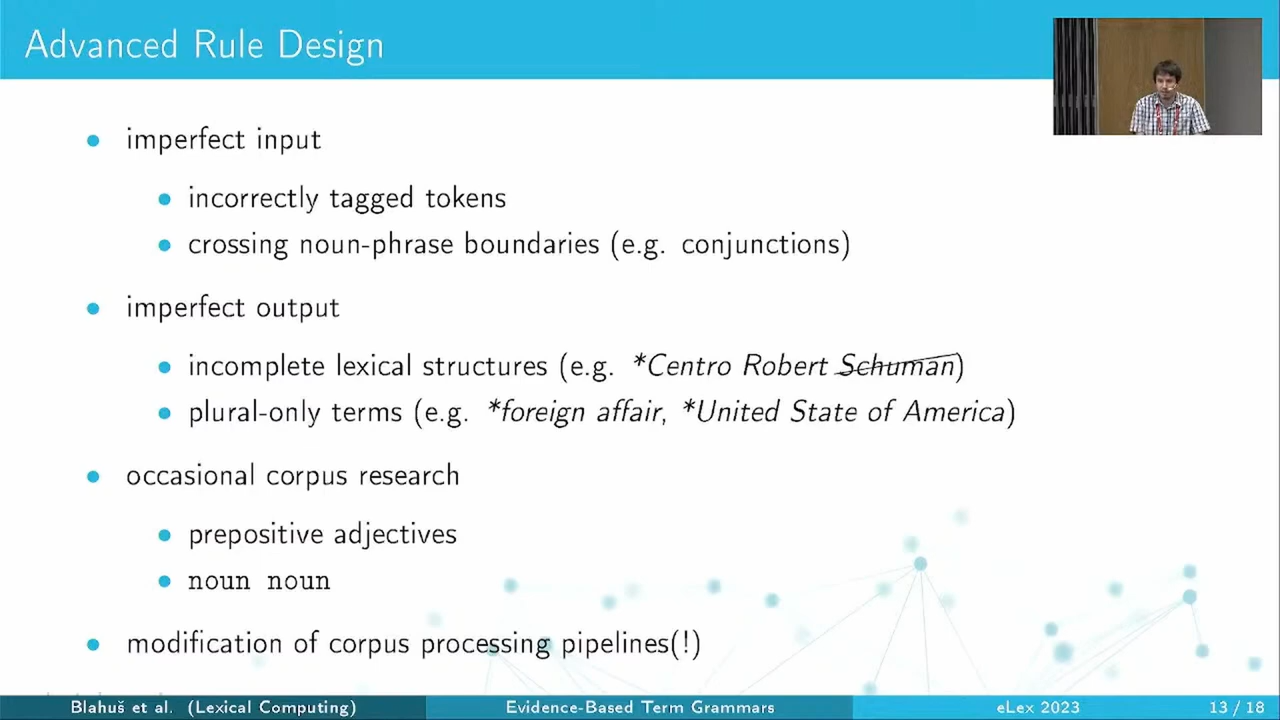 Advanced Rule Design
• imperfect input
• incorrectly tagged tokens
• crossing noun-phrase boundaries (e.g. conjunctions)
• imperfect output
• incomplete lexical structures (e.g. *Centro Robert Schuman)
• plural-only terms (e.g. *foreign affair, *United State of America)
• occasional corpus research
• prepositive adjectives
• noun noun
• modification of corpus processing pipelines(!)
Blahuš et al. (Lexical Computing) Evidence-Based Term Grammars eLex 2023 13 / 18